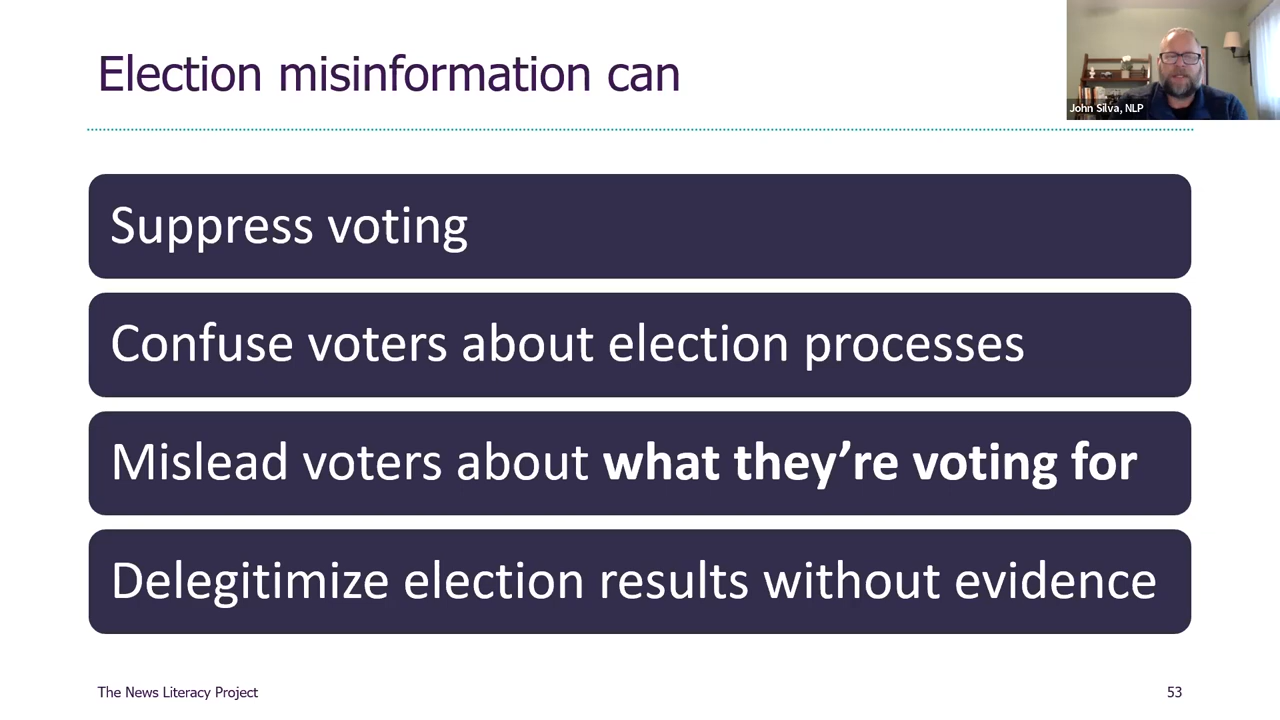 Election misinformation can
John Silva, NLP
Suppress voting
Confuse voters about election processes
Mislead voters about what they’re voting for
Delegitimize election results without evidence
The News Literacy Project
53